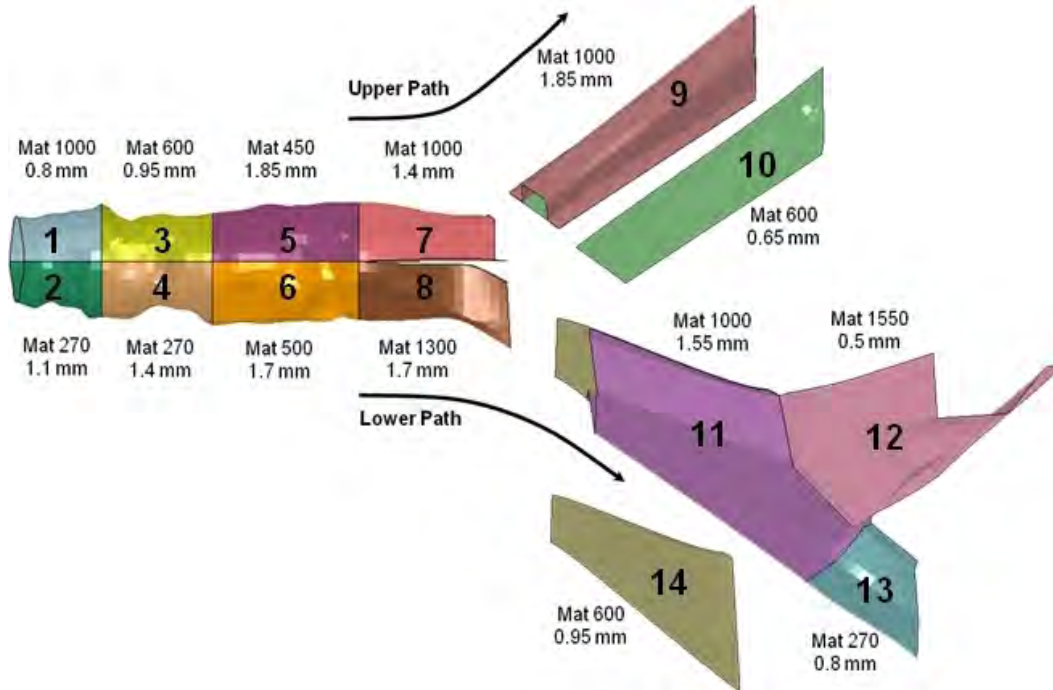 Mat 1000
1.85 mm
9
Upper Path
10
Mat 600
0.65 mm
Mat 1000
0.8 mm
Mat 600
0.95 mm
Mat 450
1.85 mm
Mat 1000
1.4 mm
1
3
5
7
2
4
6
8
Mat 270
1.1 mm
Mat 270
1.4 mm
Mat 500
1.7 mm
Mat 1300
1.7 mm
Lower Path
Mat 1000
1.55 mm
Mat 1550
0.5 mm
11
12
14
13
Mat 600
0.95 mm
Mat 270
0.8 mm